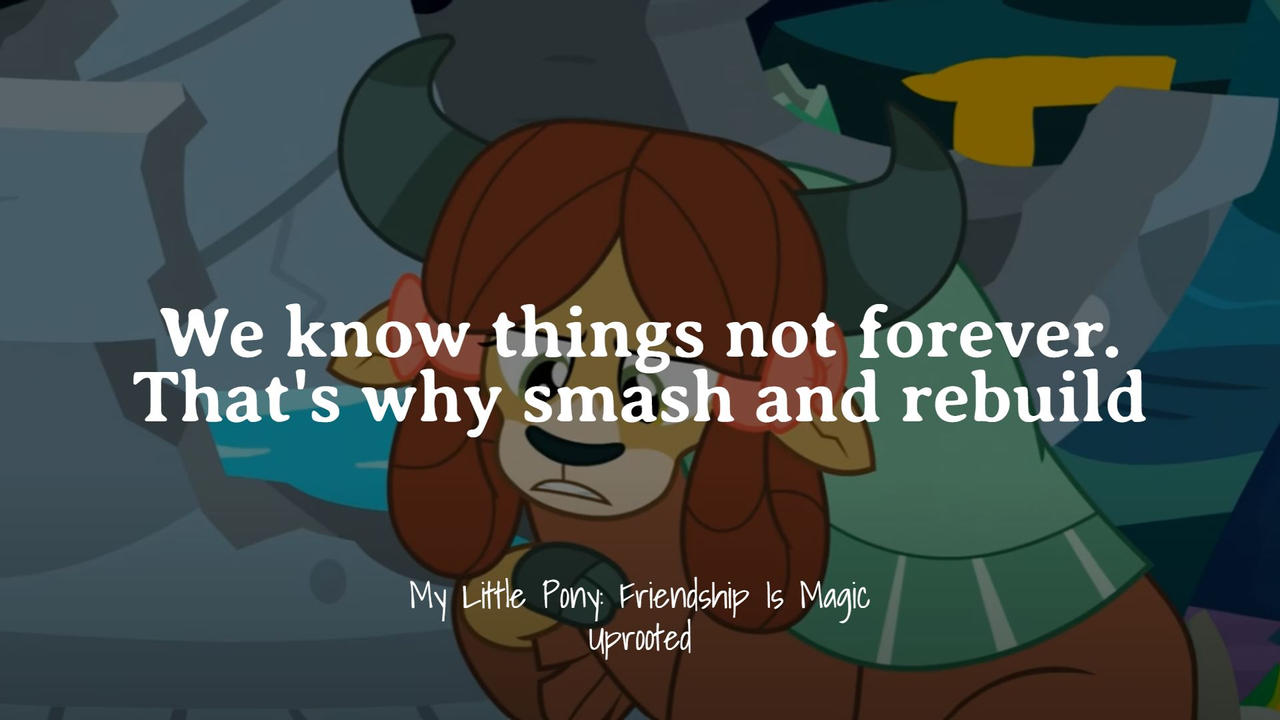 We know things not forever.
That's why smash and rebuild
My Little Pony: Friendship Is Magic
Uprooted